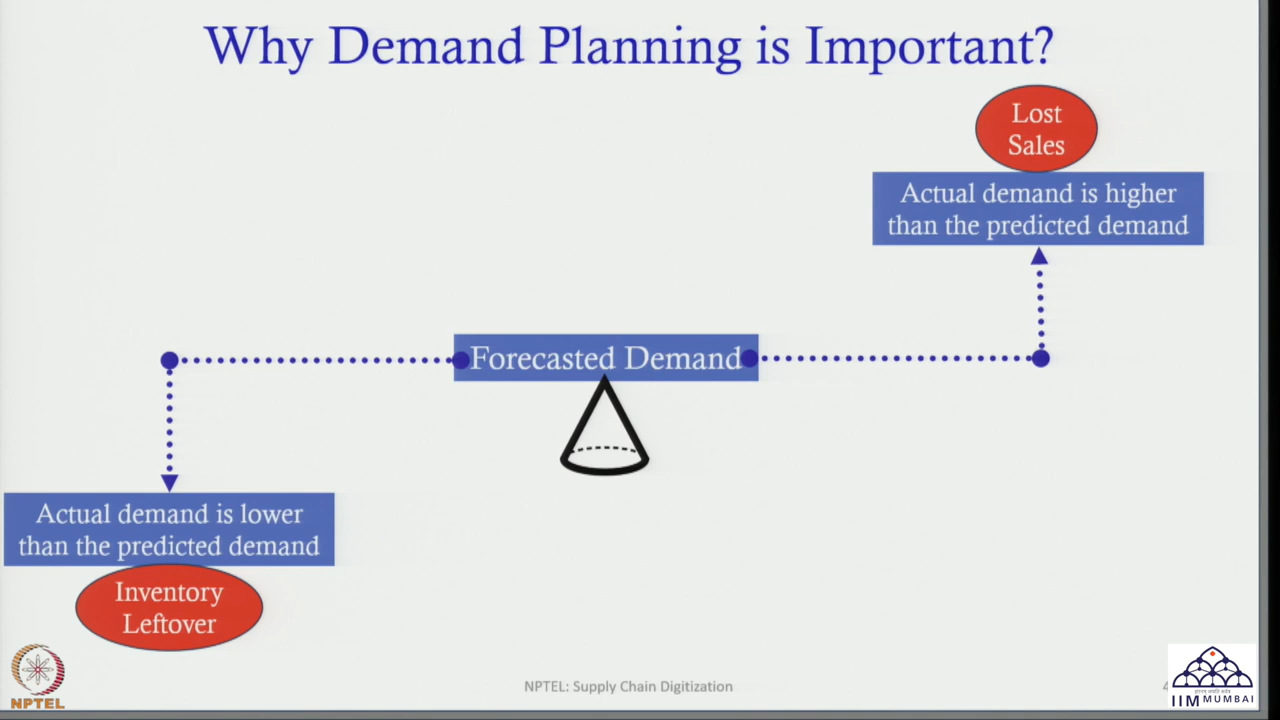 Why Demand Planning is Important?
Lost
Sales
Actual demand is higher
than the predicted demand
Forecasted Demand
Actual demand is lower
than the predicted demand
Inventory
Leftover
NPTEL
NPTEL: Supply Chain Digitization
4
IIM MUMBAI